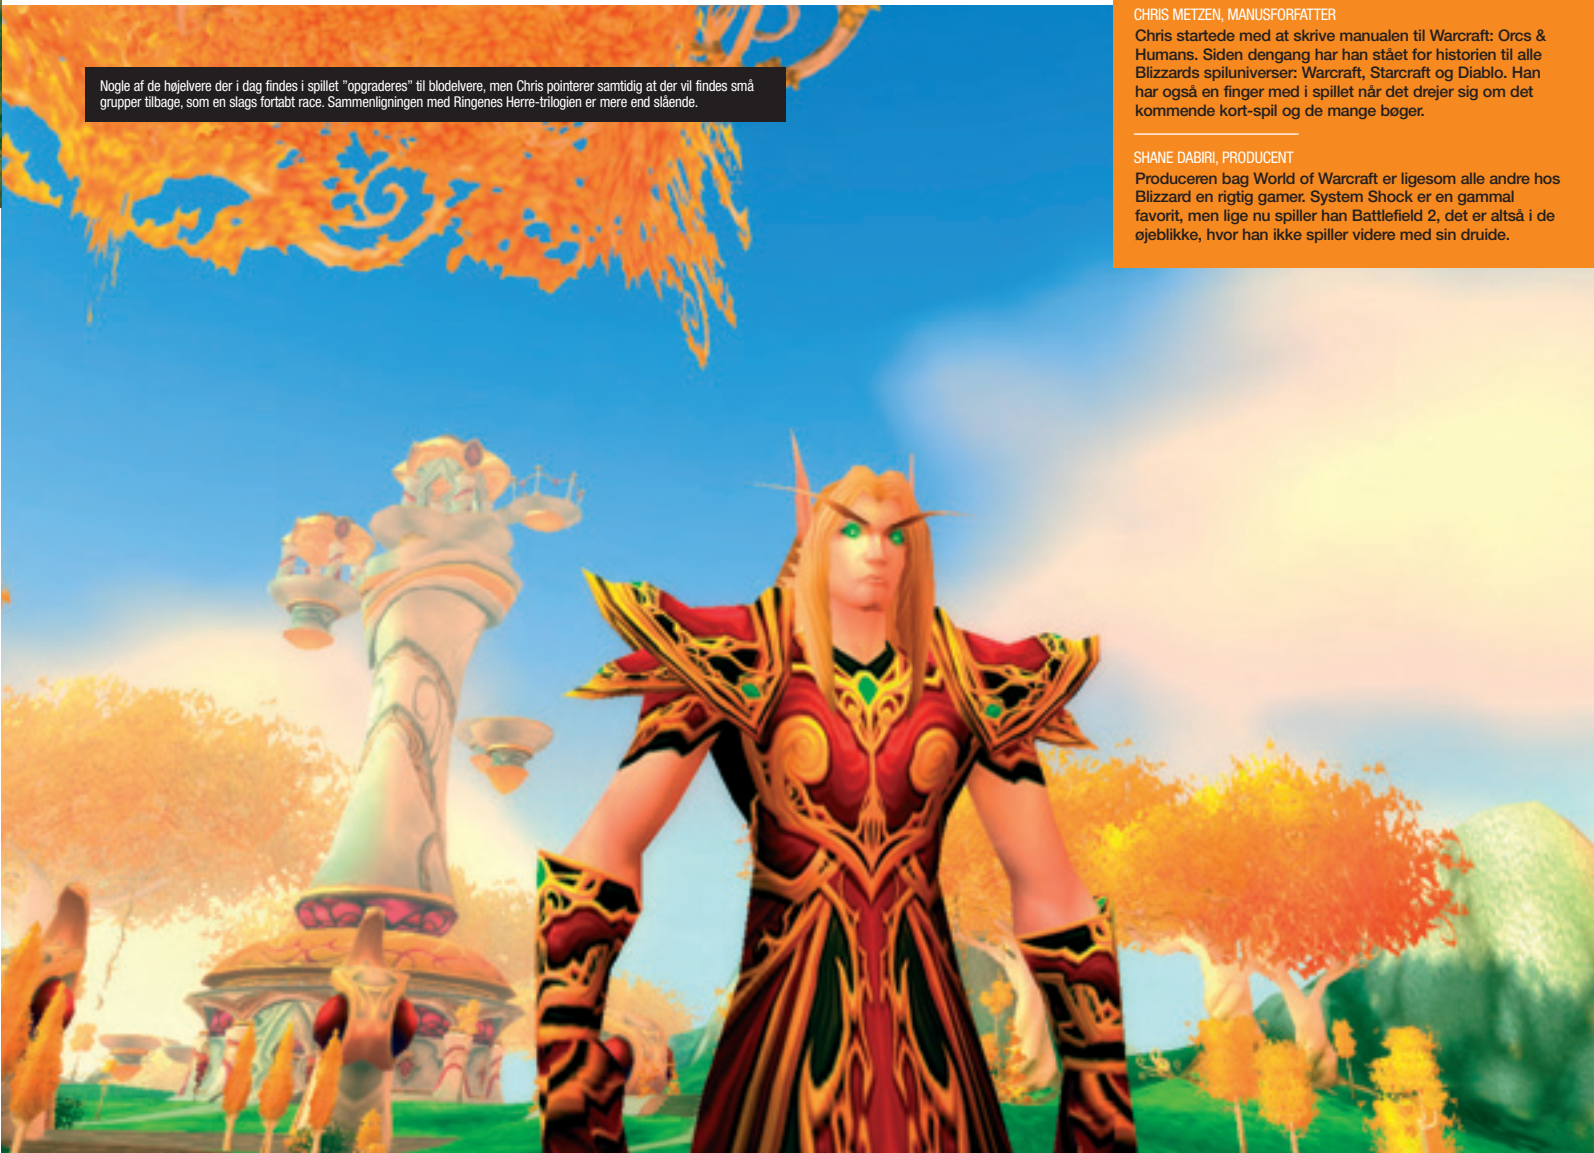 Nogle af de højelvere der i dag findes i spillet ”opgraderes” til blodelvere, men Chris pointerer samtidig at der vil findes små
grupper tilbage, som en slags fortabt race. Sammenligningen med Ringenes Herre-trilogien er mere end slående.
CHRIS METZEN, MANUSFORFATTER
Chris startede med at skrive manualen til Warcraft: Orcs &
Humans. Siden dengang har han stået for historien til alle
Blizzards spiluniverser: Warcraft, Starcraft og Diablo. Han
har også en finger med i spillet når det drejer sig om det
kommende kort-spil og de mange bøger.
SHANE DABIRI, PRODUCENT
Produceren bag World of Warcraft er ligesom alle andre hos
Blizzard en rigtig gamer. System Shock er en gammal
favorit, men lige nu spiller han Battlefield 2, det er altså i de
øjeblikke, hvor han ikke spiller videre med sin druide.